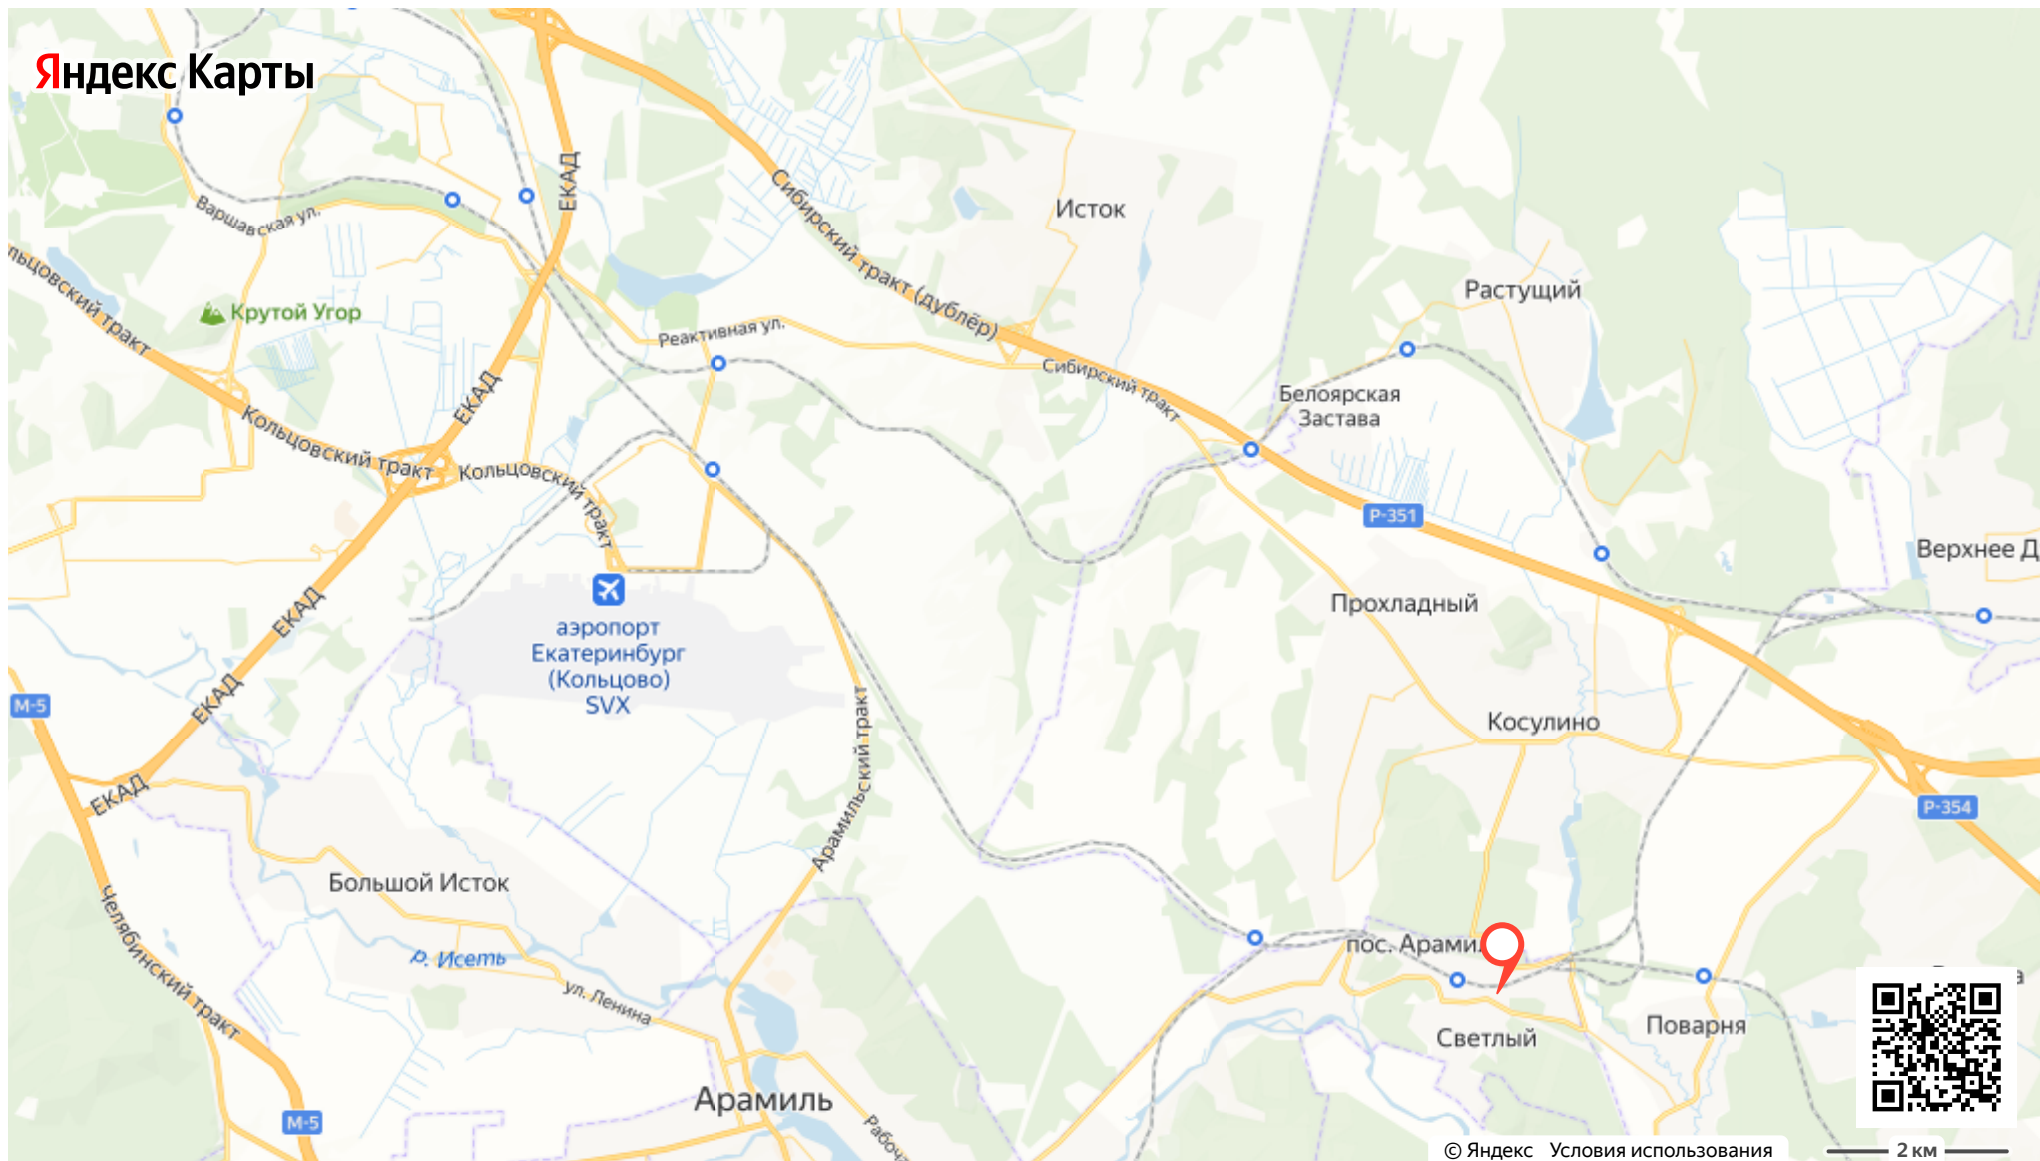 Яндекс Карты
ЕКАД
Сибирский тракт (дублёр)
Исток
Варшавская ул.
Кольцовский тракт
Крутой Угор
Растущий
Реактивная ул.
Сибирский тракт
Белоярская
Застава
ЕКАД
Кольцовский тракт
Кольцовский тракт
Р-351
Верхнее Д
ЕКАД
аэропорт
Екатеринбург
(Кольцово)
SVX
Прохладный
ЕКАД
М-5
Арамильский тракт
Косулино
ЕКАД
Р-354
Большой Исток
Челябинский тракт
р. Исеть
пос. Арамил
ул. Ленина
Светлый
Поварня
Арамиль
М-5
Рабоч
© Яндекс Условия использования
2 км